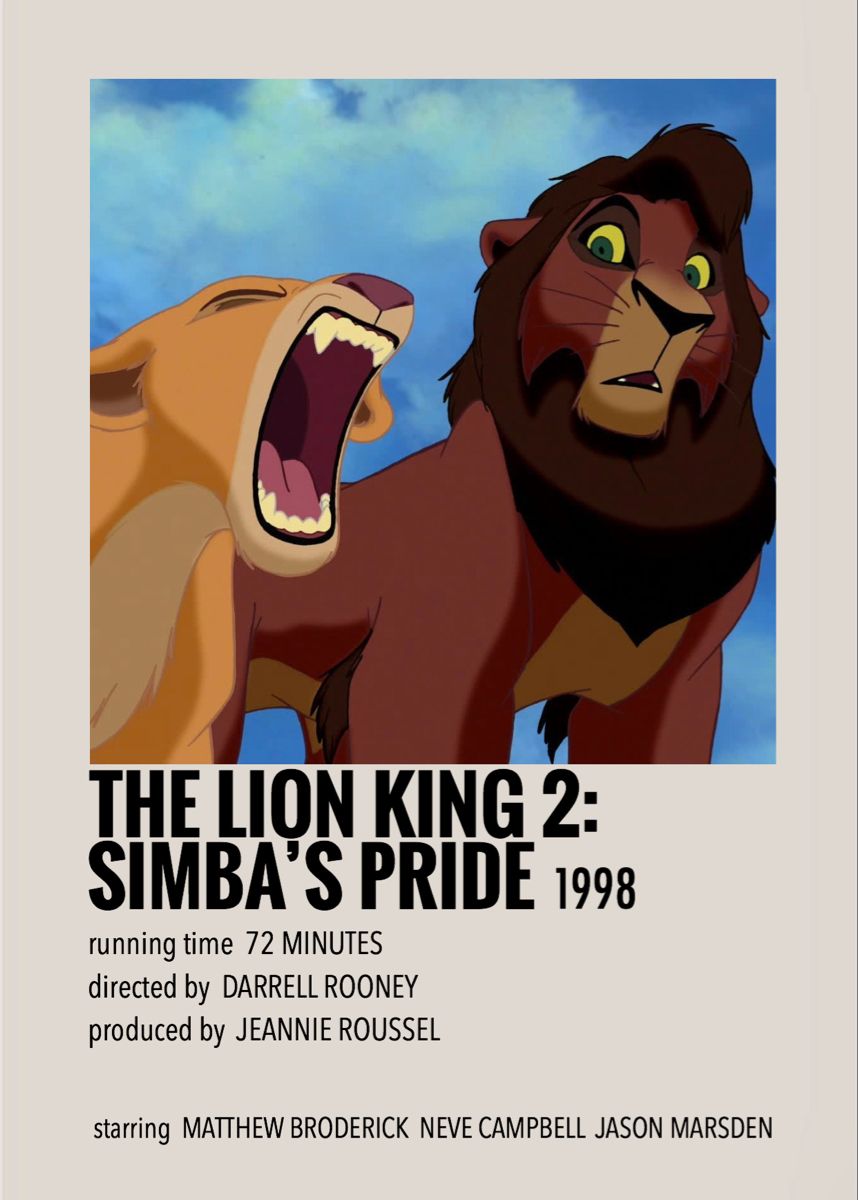 THE LION KING 2:
SIMBA’S PRIDE 1998
running time 72 MINUTES
directed by DARRELL ROONEY
produced by JEANNIE ROUSSEL
starring MATTHEW BRODERICK NEVE CAMPBELL JASON MARSDEN